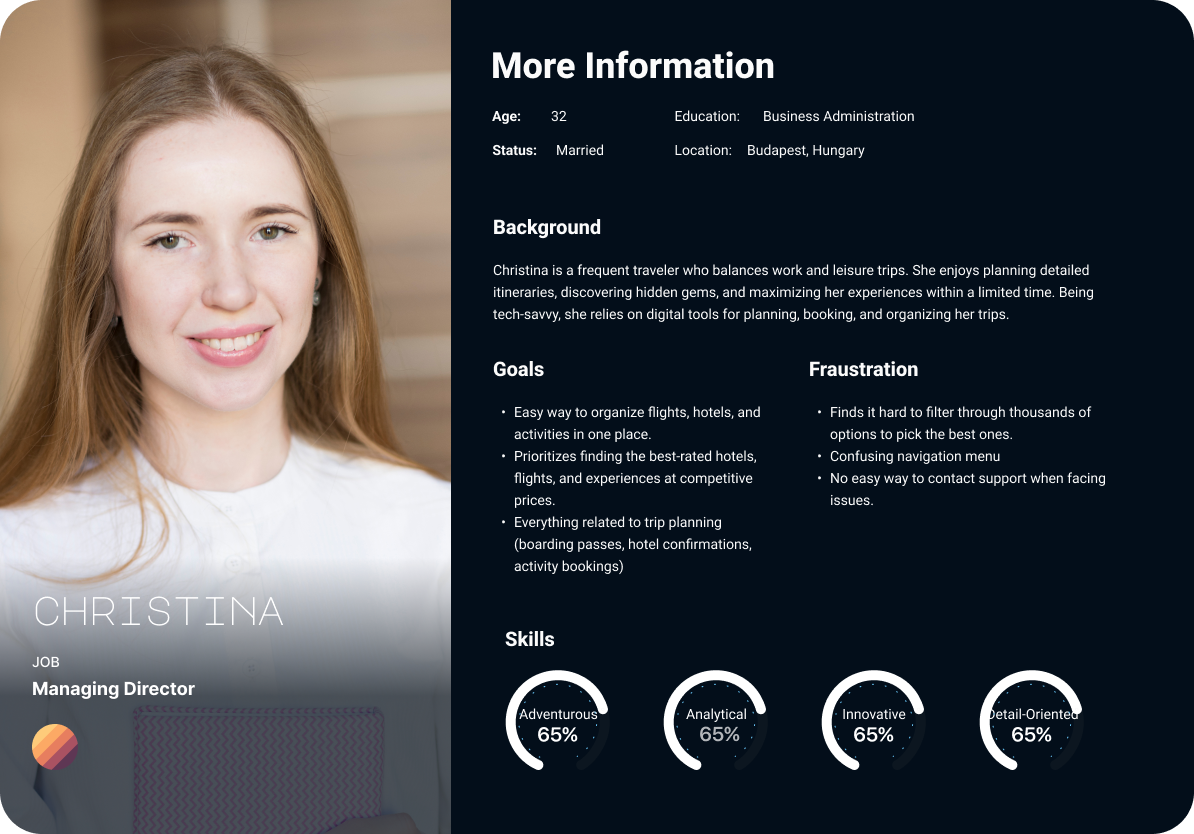 CHRISTINA
JOB
Managing Director
More Information
Age: 32
Education: Business Administration
Status: Married
Location: Budapest, Hungary
Background
Christina is a frequent traveler who balances work and leisure trips. She enjoys planning detailed
itineraries, discovering hidden gems, and maximizing her experiences within a limited time. Being
tech-savvy, she relies on digital tools for planning, booking, and organizing her trips.
Goals
• Easy way to organize flights, hotels, and
activities in one place.
• Prioritizes finding the best-rated hotels,
flights, and experiences at competitive
prices.
• Everything related to trip planning
(boarding passes, hotel confirmations,
activity bookings)
Fraustration
• Finds it hard to filter through thousands of
options to pick the best ones.
• Confusing navigation menu
• No easy way to contact support when facing
issues.
Skills
Adventurous
65%
Analytical
65%
Innovative
65%
Detail-Oriented
65%